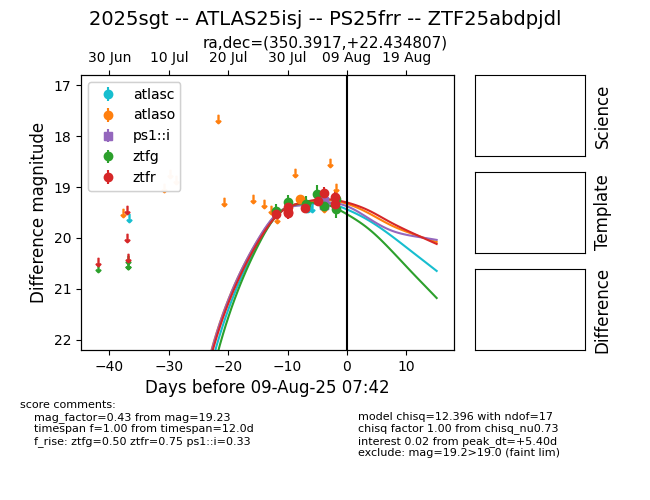 2025sgt -- ATLAS25isj -- PS25frr -- ZTF25abdpjdl
ra,dec=(350.3917,+22.434807)
30 Jun 10 Jul 20 Jul 30 Jul 09 Aug 19 Aug
17
18
19
20
21
22
Difference magnitude
atlasc
atlaso
ps1::i
ztfg
ztfr
−40 −30 −20 −10 0 10
Days before 09-Aug-25 07:42
Science
Template
Difference
score comments:
mag_factor=0.43 from mag=19.23
timespan f=1.00 from timespan=12.0d
f_rise: ztfg=0.50 ztfr=0.75 ps1::i=0.33
model chisq=12.396 with ndof=17
chisq factor 1.00 from chisq_nu0.73
interest 0.02 from peak_dt=+5.40d
exclude: mag=19.2>19.0 (faint lim)